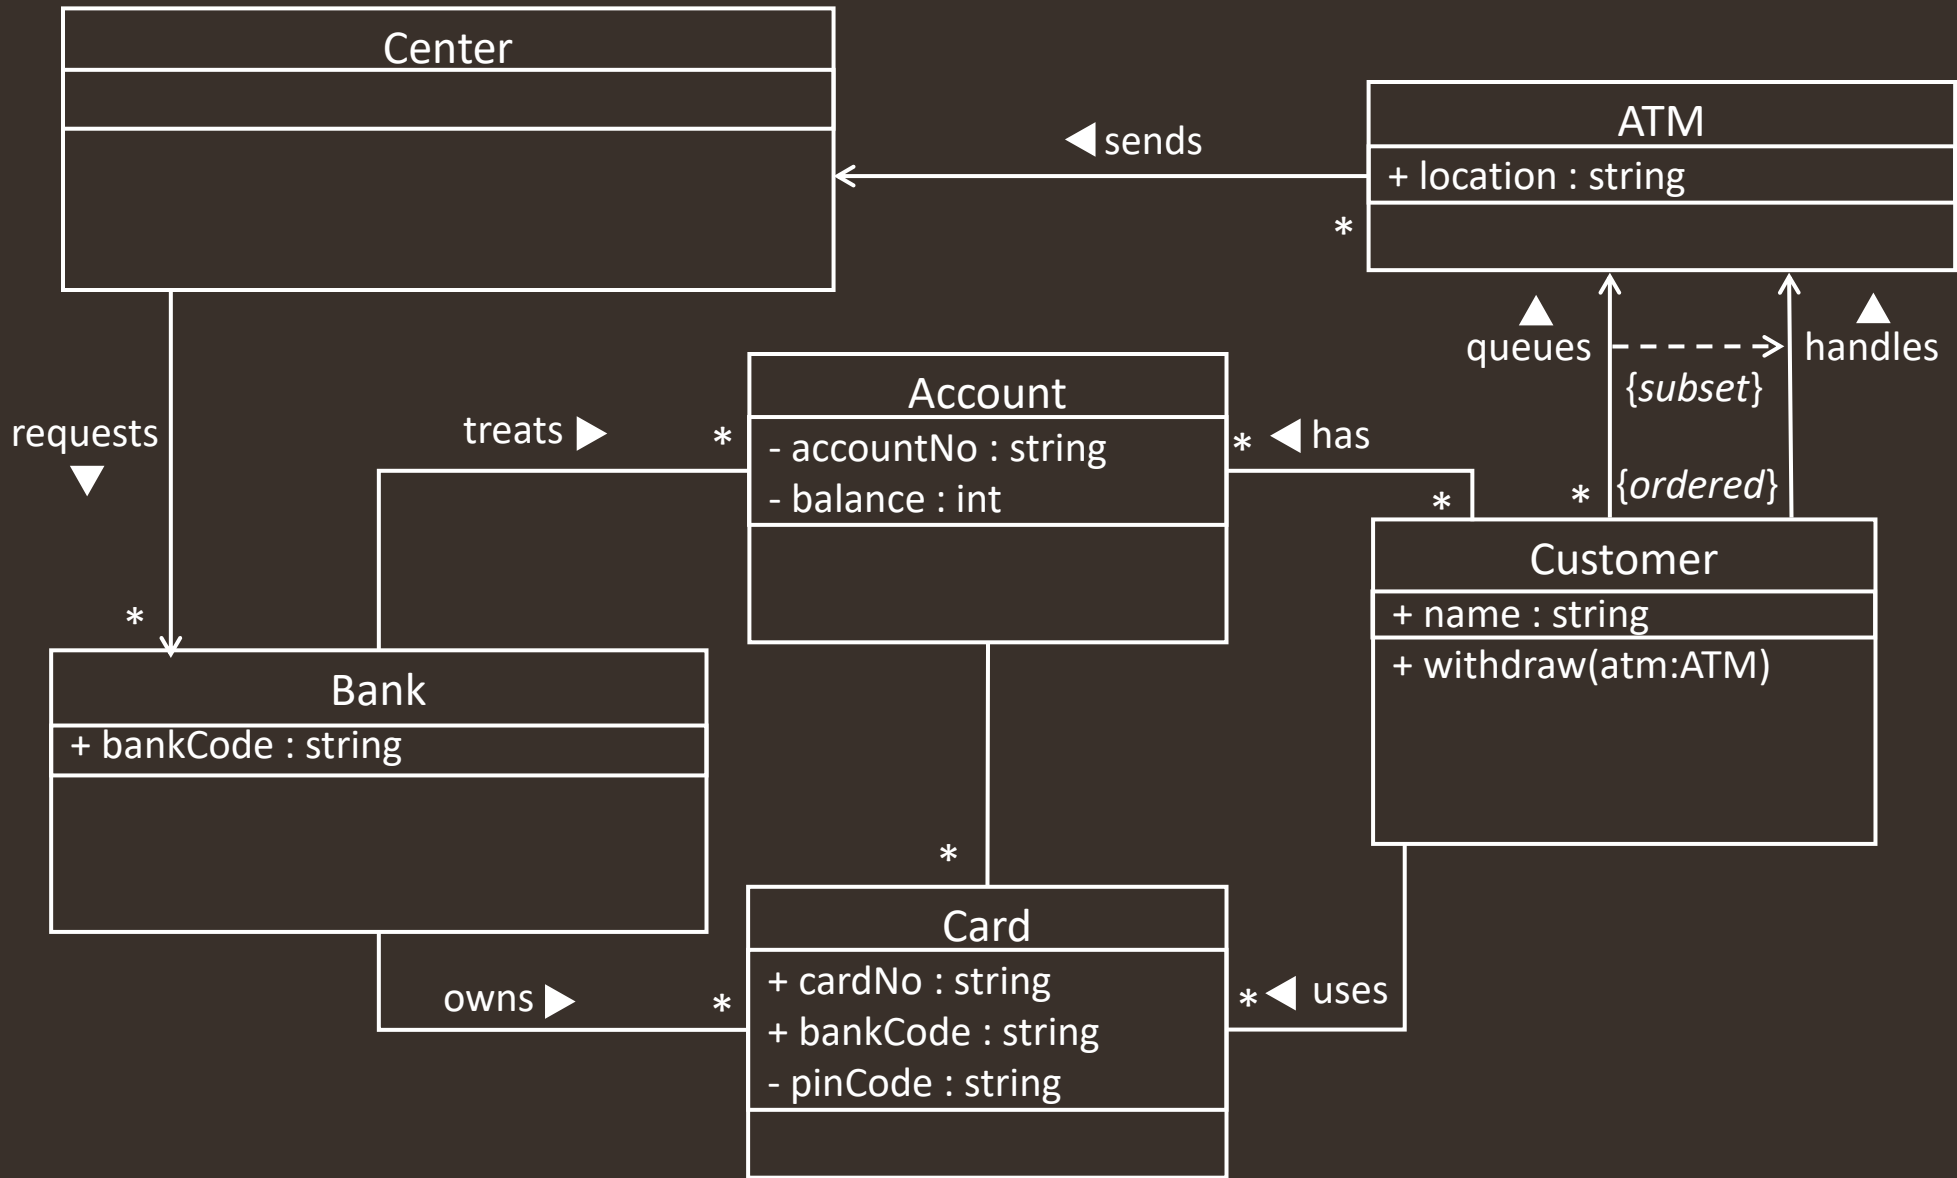 Center
ATM
+ location : string
sends
*
queues
handles
{subset}
{ordered}
*
requests
*
treats
*
Account
- accountNo : string
- balance : int
* has
*
Customer
+ name : string
+ withdraw(atm:ATM)
Bank
+ bankCode : string
*
owns
*
Card
+ cardNo : string
+ bankCode : string
- pinCode : string
* uses